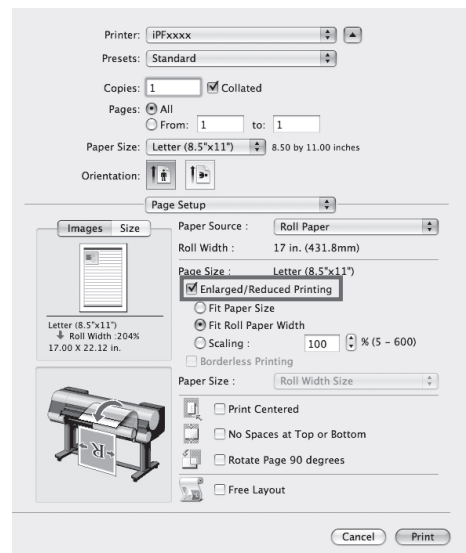 Printer: iPFxxxx
Presets: Standard
Copies: 1 Collated
Pages: All
From: 1 to: 1
Paper Size: Letter (8.5"x11") 8.50 by 11.00 inches
Orientation:
Page Setup
Images Size
Letter (8.5"x11")
Roll Width :204%
17.00 X 22.12 in.
R
Paper Source : Roll Paper
Roll Width : 17 in. (431.8mm)
Page Size : Letter (8.5"x11")
Enlarged/Reduced Printing
Fit Paper Size
Fit Roll Paper Width
Scaling : 100 % (5 - 600)
Borderless Printing
Paper Size : Roll Width Size
Print Centered
No Spaces at Top or Bottom
Rotate Page 90 degrees
Free Layout
Cancel Print